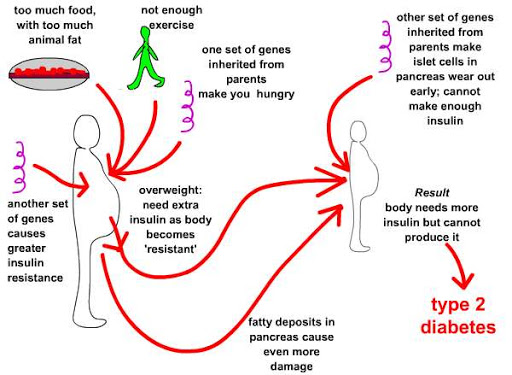 too much food,
with too much
animal fat
not enough
exercise
one set of genes
inherited from
parents
make you hungry
other set of genes
inherited from
parents make
islet cells in
pancreas wear out
early; cannot
make enough
insulin
another set
of genes
causes
greater
insulin
resistance
overweight:
need extra
insulin as body
becomes
'resistant'
Result
body needs more
insulin but cannot
produce it
type 2
diabetes
fatty deposits in
pancreas cause
even more
damage